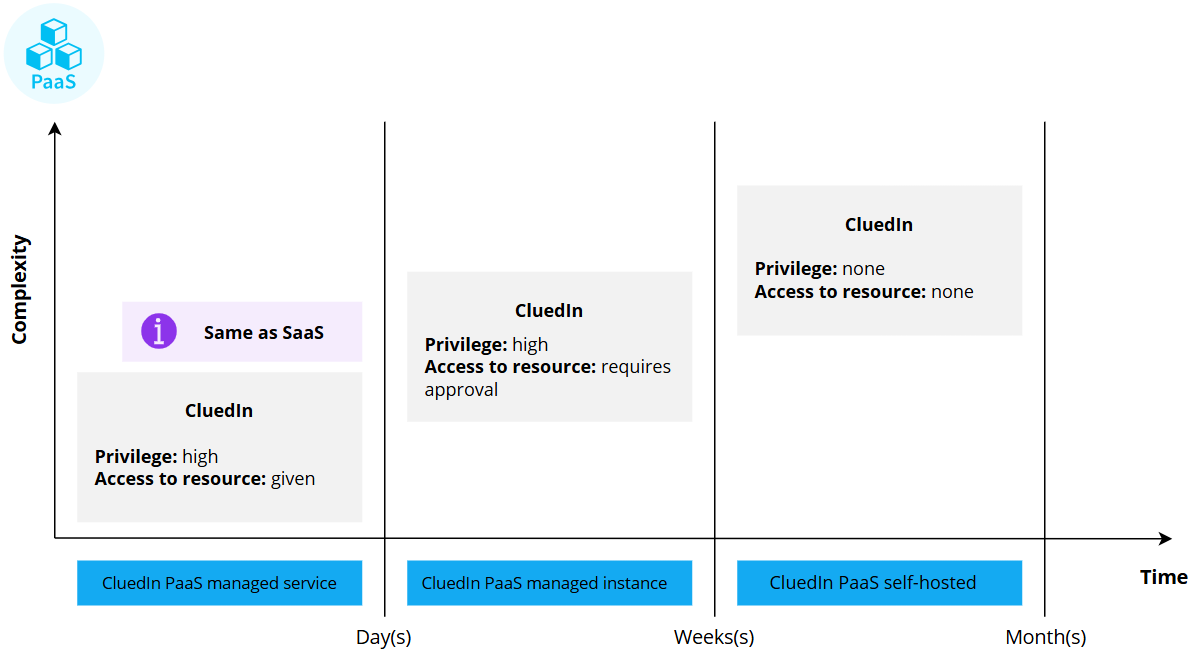 PaaS
Complexity
CluedIn
Privilege: none
Access to resource: none
CluedIn
Privilege: high
Access to resource: requires
approval
Same as SaaS
CluedIn
Privilege: high
Access to resource: given
CluedIn PaaS managed service
CluedIn PaaS managed instance
CluedIn PaaS self-hosted
Time
Day(s)
Weeks(s)
Month(s)